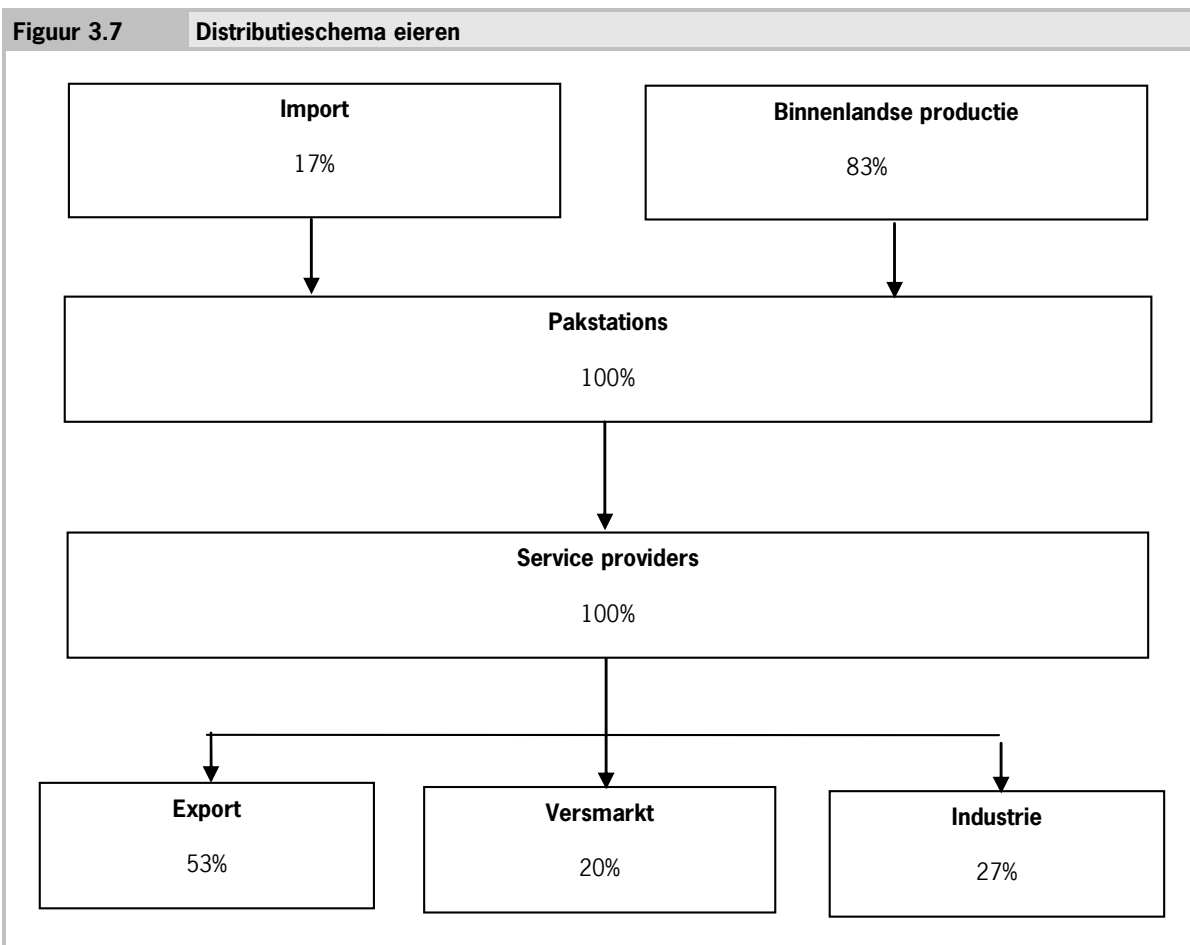 Figuur 3.7 Distributieschema eieren
Import
17%
Binnenlandse productie
83%
Pakstations
100%
Service providers
100%
Export
53%
Versmarkt
20%
Industrie
27%